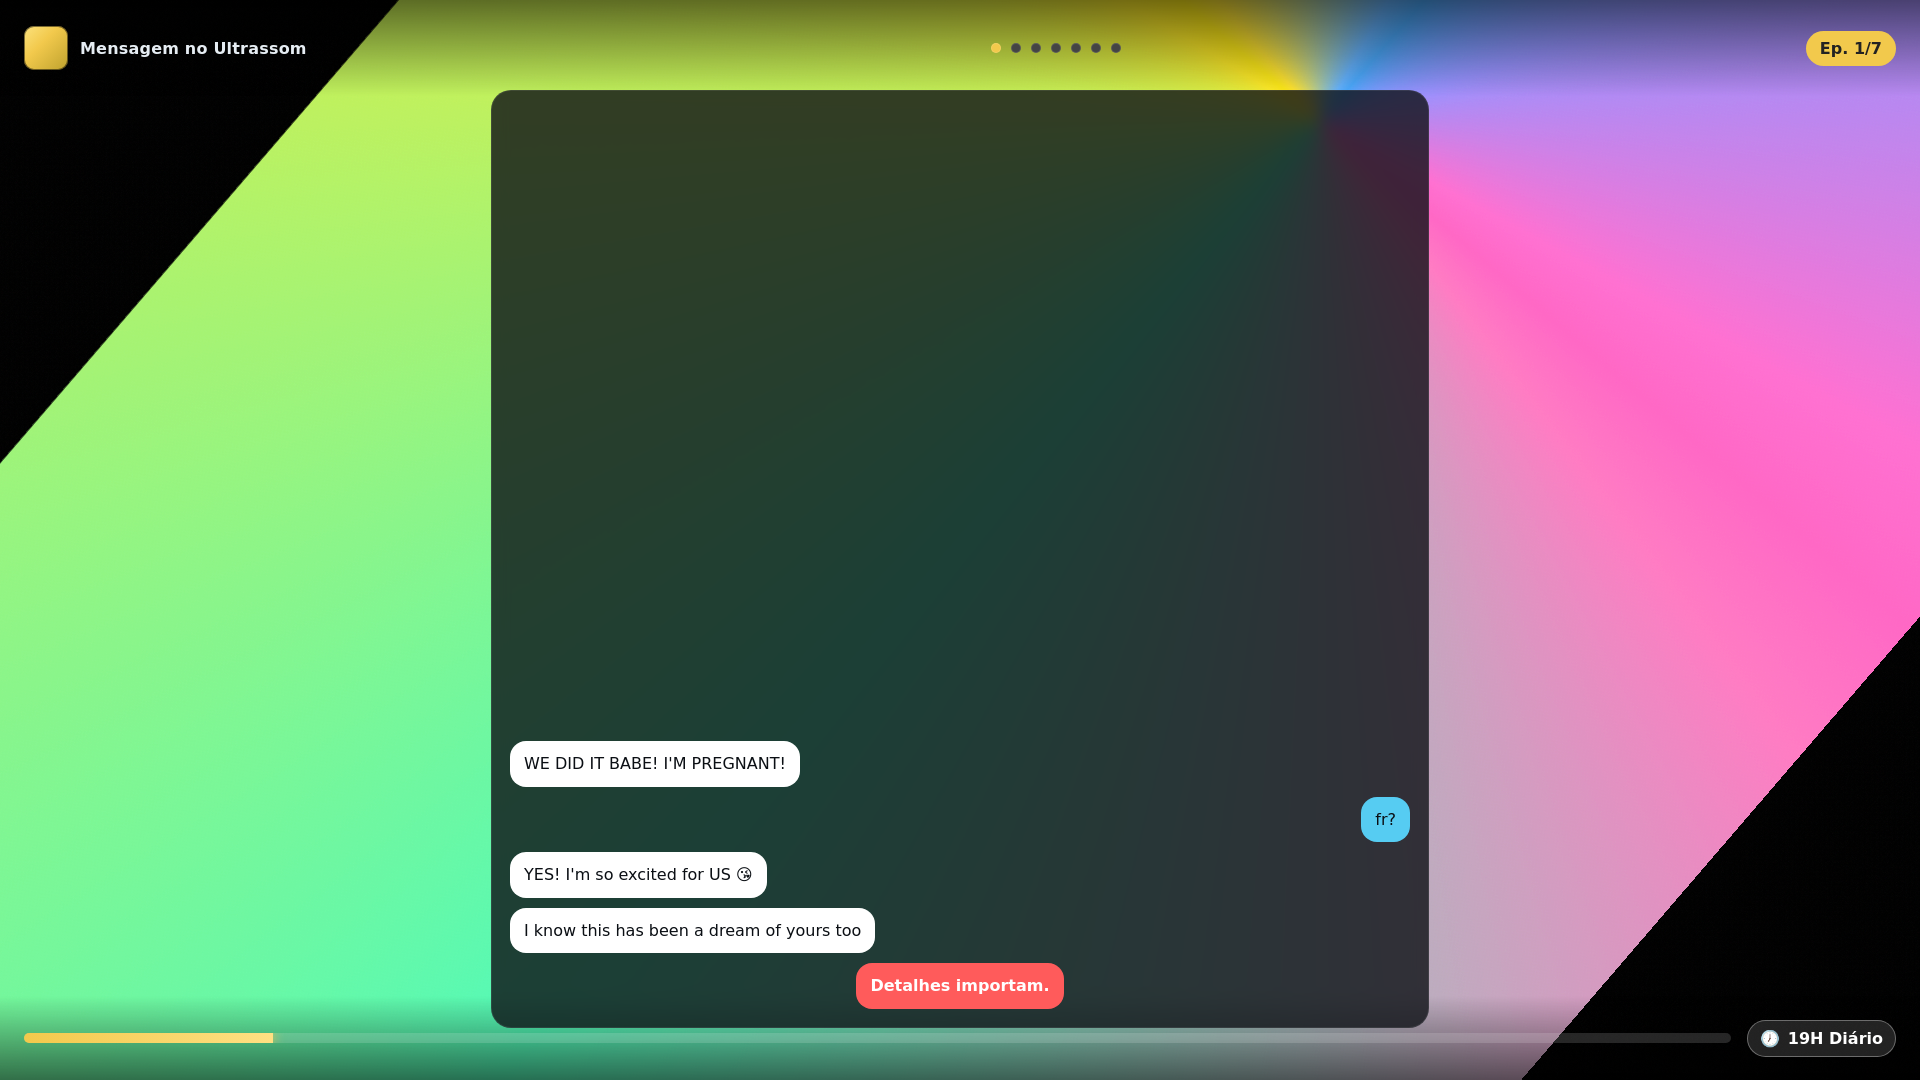 Mensagem no Ultrassom
Ep. 1/7
WE DID IT BABE! I'M PREGNANT!
fr?
YES! I'm so excited for US 😘
I know this has been a dream of yours too
Detalhes importam.
🕖 19H Diário